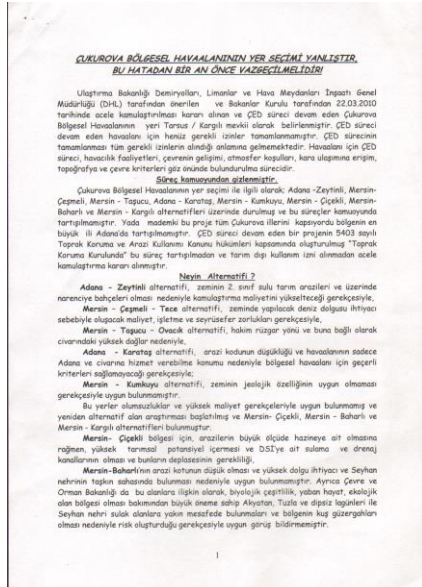 ÇUKUROVA BÖLGESEL HAVAALANININ YER SEÇİMİ YANLIŞTIR,
BU HATADAN BİR AN ÖNCE VAZGEÇİLMELİDİR!
Ulaştırma Bakanlığı Demiryolları, Limanlar ve Hava Meydanları İnşaatı Genel
Müdürlüğü (DHL) tarafından önerilen ve Bakanlar Kurulu tarafından 22.03.2010
tarihinde acele kamulaştırılması kararı alınan ve ÇED süreci devam eden Çukurova
Bölgesel Havaalanının yeri Tarsus / Kargılı mevkii olarak belirlenmiştir. ÇED süreci
devam eden havaalanı için henüz gerekli izinler tamamlanmamıştır. ÇED sürecinin
tamamlanması tüm gerekli izinlerin alındığı anlamına gelmemektedir. Havaalanı için ÇED
süreci, havacılık faaliyetleri, çevrenin gelişimi, atmosfer koşulları, kara ulaşımına erişim,
topoğrafya ve çevre kriterleri göz önünde bulundurulma sürecidir.
Süreç kamuoyundan gizlenmiştir.
Çukurova Bölgesel Havaalanının yer seçimi ile ilgili olarak; Adana -Zeytinli, Mersin-
Çeşmeli, Mersin - Taşucu, Adana - Karataş, Mersin - Kumkuyu, Mersin - Çiçekli, Mersin-
Baharlı ve Mersin - Kargılı alternatifleri üzerinde durulmuş ve bu süreçler kamuoyunda
tartışılmamıştır. Yada mademki bu proje tüm Çukurova illerini kapsıyordu bölgenin en
büyük ili Adana'da tartışılmamıştır. ÇED süreci devam eden bir projenin 5403 sayılı
Toprak Koruma ve Arazi Kullanımı Kanunu hükümleri kapsamında oluşturulmuş "Toprak
Koruma Kurulunda" bu süreç tartışılmadan ve tarım dışı kullanım izni alınmadan acele
kamulaştırma kararı alınmıştır.
Neyin Alternatifi ?
Adana - Zeytinli alternatifi, zeminin 2. sınıf sulu tarım arazileri ve üzerinde
narenciye bahçeleri olması nedeniyle kamulaştırma maliyetini yükselteceği gerekçesiyle,
Mersin - Çeşmeli - Tece alternatifi, zeminde yapılacak deniz dolgusu ihtiyacı
sebebiyle oluşacak maliyet, işletme ve seyrüsefer zorlukları gerekçesiyle,
Mersin - Taşucu - Ovacık alternatifi, hakim rüzgar yönü ve buna bağlı olarak
civarındaki yüksek dağlar nedeniyle,
Adana - Karataş alternatifi, arazi kodunun düşüklüğü ve havaalanının sadece
Adana ve civarına hizmet verebilme konumu nedeniyle bölgesel havaalanı için geçerli
kriterleri sağlamayacağı gerekçesiyle;
Mersin - Kumkuyu alternatifi, zeminin jeolojik özelliğinin uygun olmaması
gerekçesiyle uygun bulunmamıştır.
Bu yerler olumsuzluklar ve yüksek maliyet gerekçeleriyle uygun bulunmamış ve
yeniden alternatif alan araştırması başlatılmış ve Mersin- Çiçekli, Mersin - Baharlı ve
Mersin - Kargılı alternatifleri bulunmuştur.
Mersin- Çiçekli bölgesi için, arazilerin büyük ölçüde hazineye ait olmasına
rağmen, yüksek tarımsal potansiyel içermesi ve DSİ'ye ait sulama ve drenaj
kanallarının olması ve bunların deplasesinin gerekliliği,
Mersin-Baharlı'nın arazi kotunun düşük olması ve yüksek dolgu ihtiyacı ve Seyhan
nehrinin taşkın sahasında bulunması nedeniyle uygun bulunmamıştır. Ayrıca Çevre ve
Orman Bakanlığı da bu alanlara ilişkin olarak, biyolojik çeşitlilik, yaban hayat, ekolojik
alan bölgesi olması bakımından büyük öneme sahip Akyatan, Tuzla ve dipsiz lagünleri ile
Seyhan nehri sulak alanlara yakın mesafede bulunmaları ve bölgenin kuş güzergahları
olması nedeniyle risk oluşturduğu gerekçesiyle uygun görüş bildirmemiştir.
1